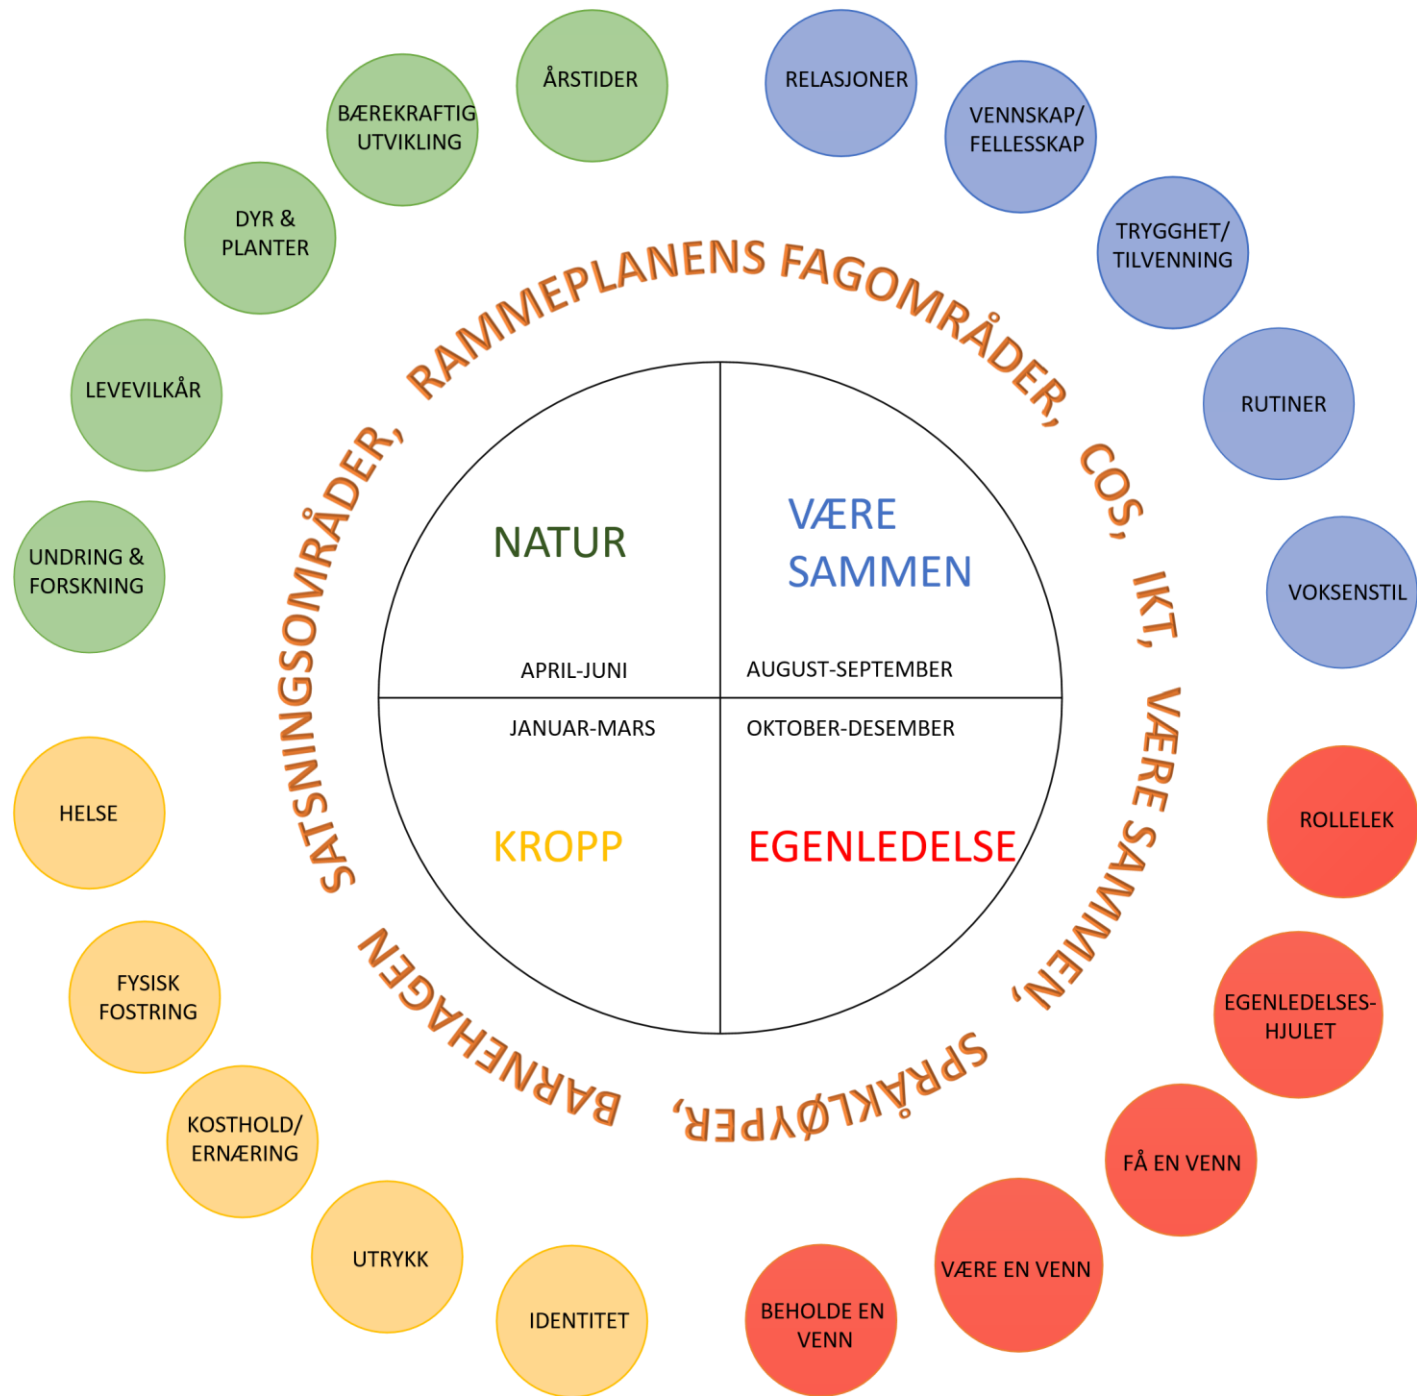 ÅRSTIDER
RELASJONER
BÆREKRAFTIG
UTVIKLING
VENNSKAP/
FELLESSKAP
DYR &
PLANTER
TRYGGHET/
TILVENNING
LEVEVILKÅR
RUTINER
UNDRING &
FORSKNING
VOKSENSTIL
RAMMEPLANENS FAGOMRÅDER, COS, IKT, VÆRE SAMMEN, SPRÅKLØYPER, BARNEHAGEN SATSNINGSOMRÅDER,
NATUR
VÆRE
SAMMEN
APRIL-JUNI
AUGUST-SEPTEMBER
JANUAR-MARS
OKTOBER-DESEMBER
KROPP
EGENLEDELSE
HELSE
ROLLELEK
FYSISK
FOSTRING
EGENLEDELSES-
HJULET
KOSTHOLD/
ERNÆRING
FÅ EN VENN
UTRYKK
VÆRE EN VENN
IDENTITET
BEHOLDE EN
VENN